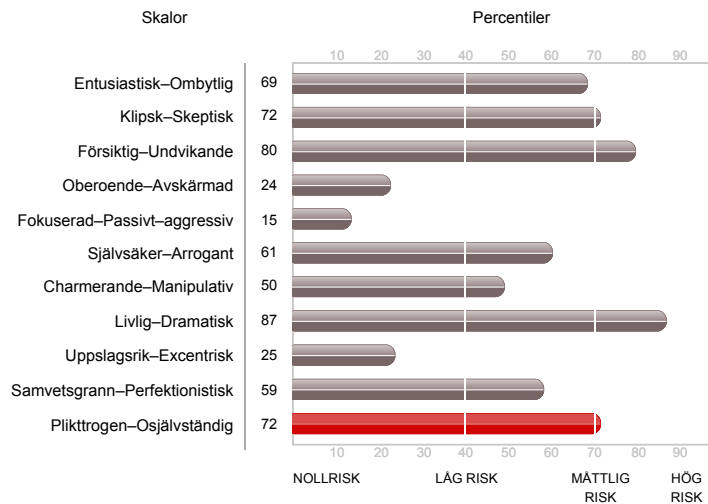 Skalor Percentiler
10 20 30 40 50 60 70 80 90
Entusiastisk–Ombytlig 69
Klipsk–Skeptisk 72
Försiktig–Undvikande 80
Oberoende–Avskärmad 24
Fokuserad–Passivt–aggressiv 15
Självsäker–Arrogant 61
Charmerande–Manipulativ 50
Livlig–Dramatisk 87
Uppslagsrik–Excentrisk 25
Samvetsgrann–Perfektionistisk 59
Plikttrogen–Osjälvständig 72
10 20 30 40 50 60 70 80 90
NOLLRISK LÅG RISK MÅTTLIG HÖG
RISK RISK